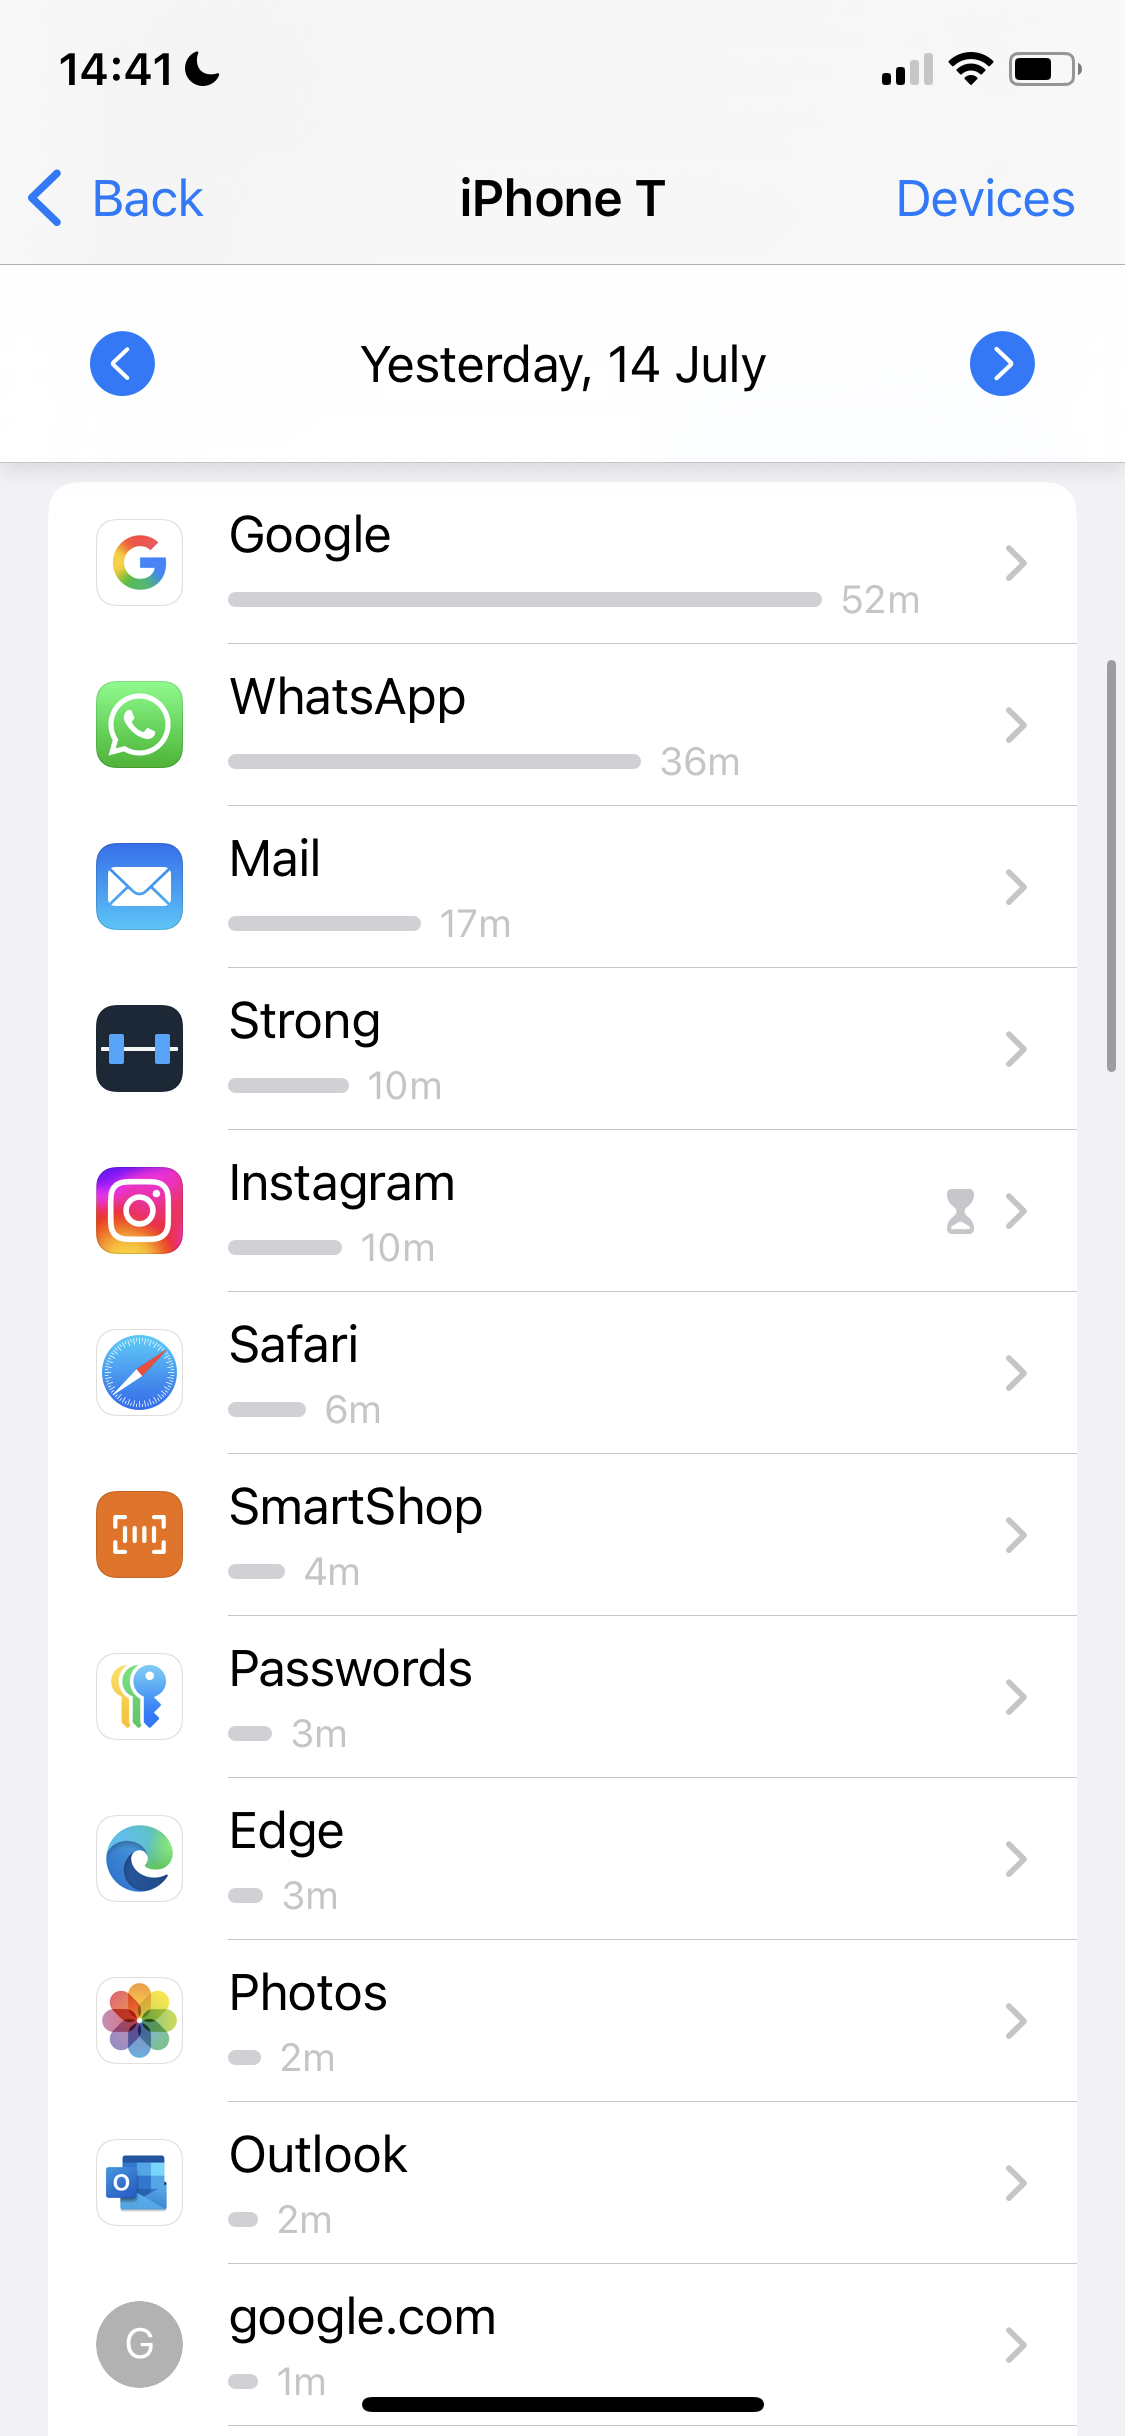 14:41
Back
iPhone T
Devices
Yesterday, 14 July
Google
52m
WhatsApp
36m
Mail
17m
Strong
10m
Instagram
10m
Safari
6m
SmartShop
4m
Passwords
3m
Edge
3m
Photos
2m
O
Outlook
2m
G
google.com
1m